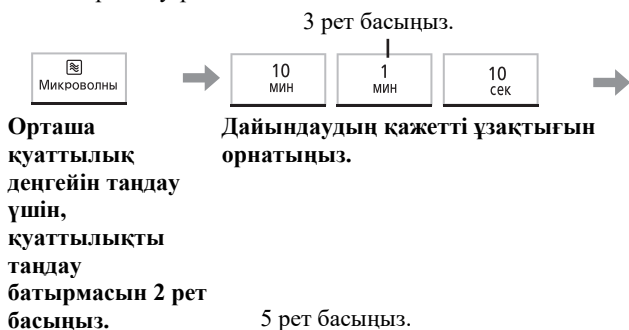 3 рет басыңыз.
Микроволны
10
мин
1
мин
10
сек
Орташа
қуаттылық
деңгейін таңдау
үшін,
қуаттылықты
таңдау
батырмасын 2 рет
басыңыз.
Дайындаудың қажетті ұзақтығын
орнатыңыз.
5 рет басыңыз.